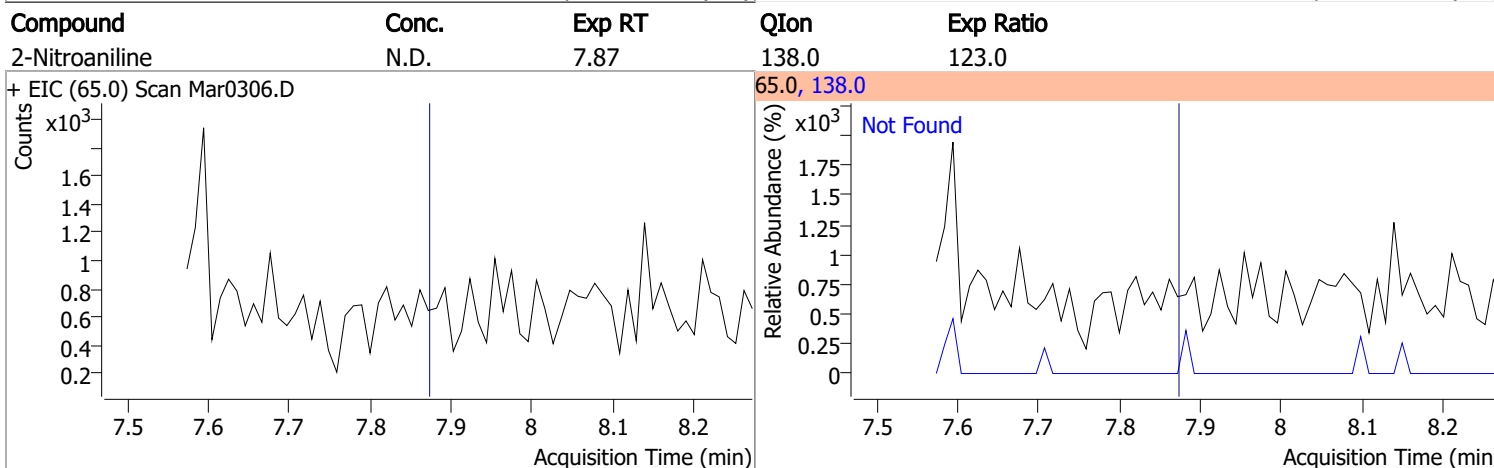 Compound Conc. Exp RT QIon Exp Ratio
2-Nitroaniline N.D. 7.87 138.0 123.0
+ EIC (65.0) Scan Mar0306.D
Counts
x10³
1.6
1.4
1.2
1
0.8
0.6
0.4
0.2
7.5 7.6 7.7 7.8 7.9 8 8.1 8.2
Acquisition Time (min)
65.0, 138.0
Relative Abundance (%)
x10³
Not Found
1.75
1.5
1.25
1
0.75
0.5
0.25
0
7.5 7.6 7.7 7.8 7.9 8 8.1 8.2
Acquisition Time (min)